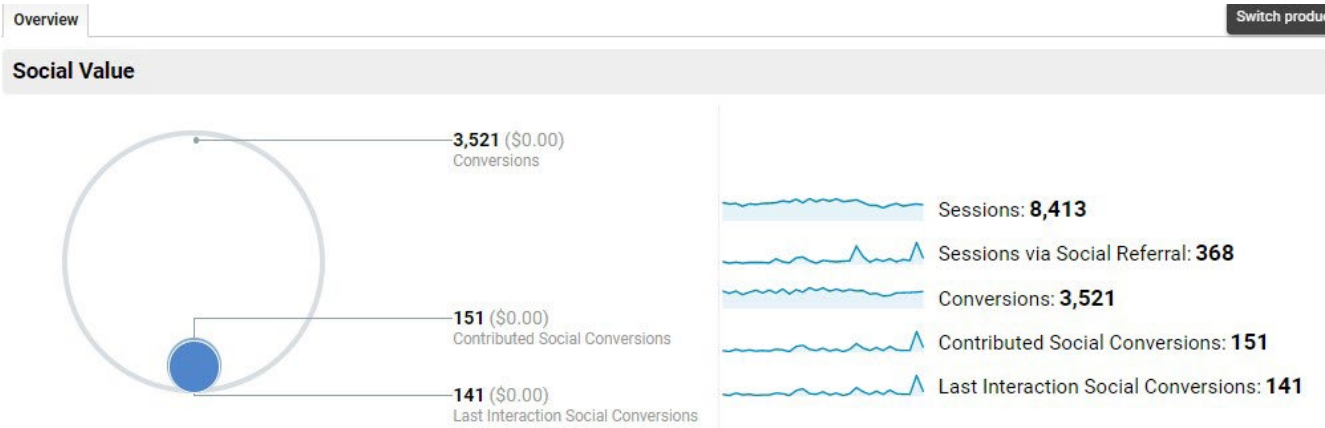 Overview
Switch
Social Value
3,521 ($0.00)
Conversions
151 ($0.00)
Contributed Social Conversions
141 ($0.00)
Last Interaction Social Conversions
Sessions: 8,413
Sessions via Social Referral: 368
Conversions: 3,521
Contributed Social Conversions: 151
Last Interaction Social Conversions: 141